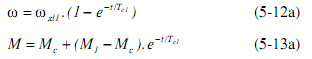 ω = ω_xl1 . (1 - e^{-t/T_c1}) (5-12a)
M = M_c + (M_1 - M_c). e^{-t/T_c1} (5-13a)